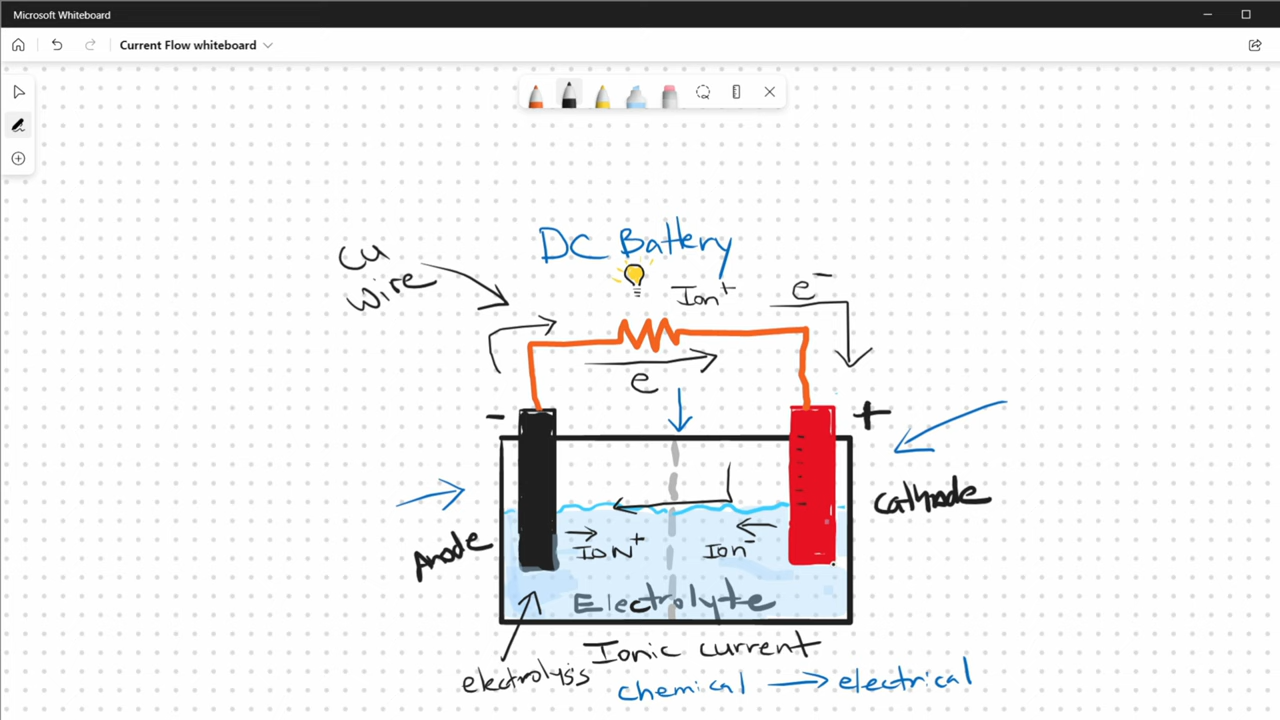 Microsoft Whiteboard
Current Flow whiteboard
DC Battery
Cu
wire
Ion+
e-
e
-
+
Cathode
Anode
ION+
Ion-
Electrolyte
Ionic current
electrolysis
chemical → electrical